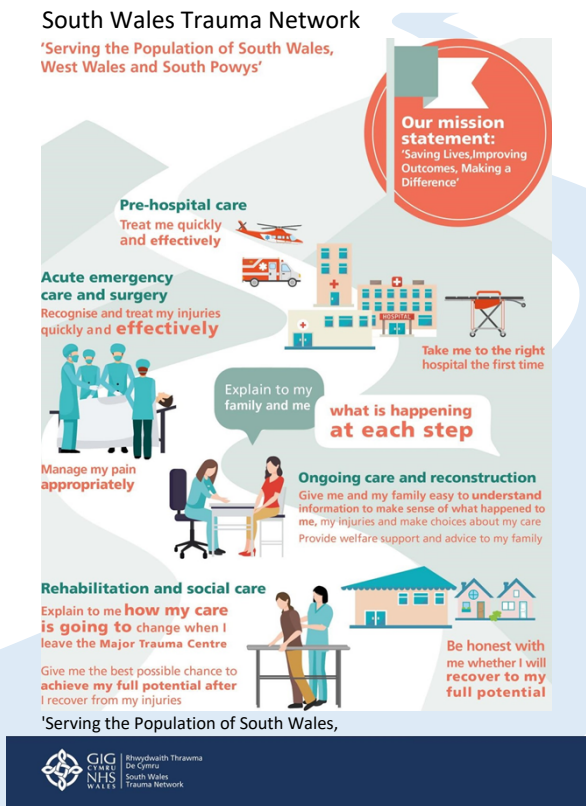 South Wales Trauma Network
'Serving the Population of South Wales,
West Wales and South Powys'
Our mission
statement:
'Saving Lives,Improving
Outcomes, Making a
Difference'
Pre-hospital care
Treat me quickly
and effectively
Acute emergency
care and surgery
Recognise and treat my injuries
quickly and effectively
HOSPITAL
Take me to the right
hospital the first time
Explain to my
family and me
what is happening
at each step
Manage my pain
appropriately
Ongoing care and reconstruction
Give me and my family easy to understand
information to make sense of what happened to
me, my injuries and make choices about my care
Provide welfare support and advice to my family
Rehabilitation and social care
Explain to me how my care
is going to change when I
leave the Major Trauma Centre
Give me the best possible chance to
achieve my full potential after
I recover from my injuries
Be honest with
me whether I will
recover to my
full potential
'Serving the Population of South Wales,
GIG
CYMRU
NHS
WALES
Rhwydwaith Thrawma
De Cymru
South Wales
Trauma Network